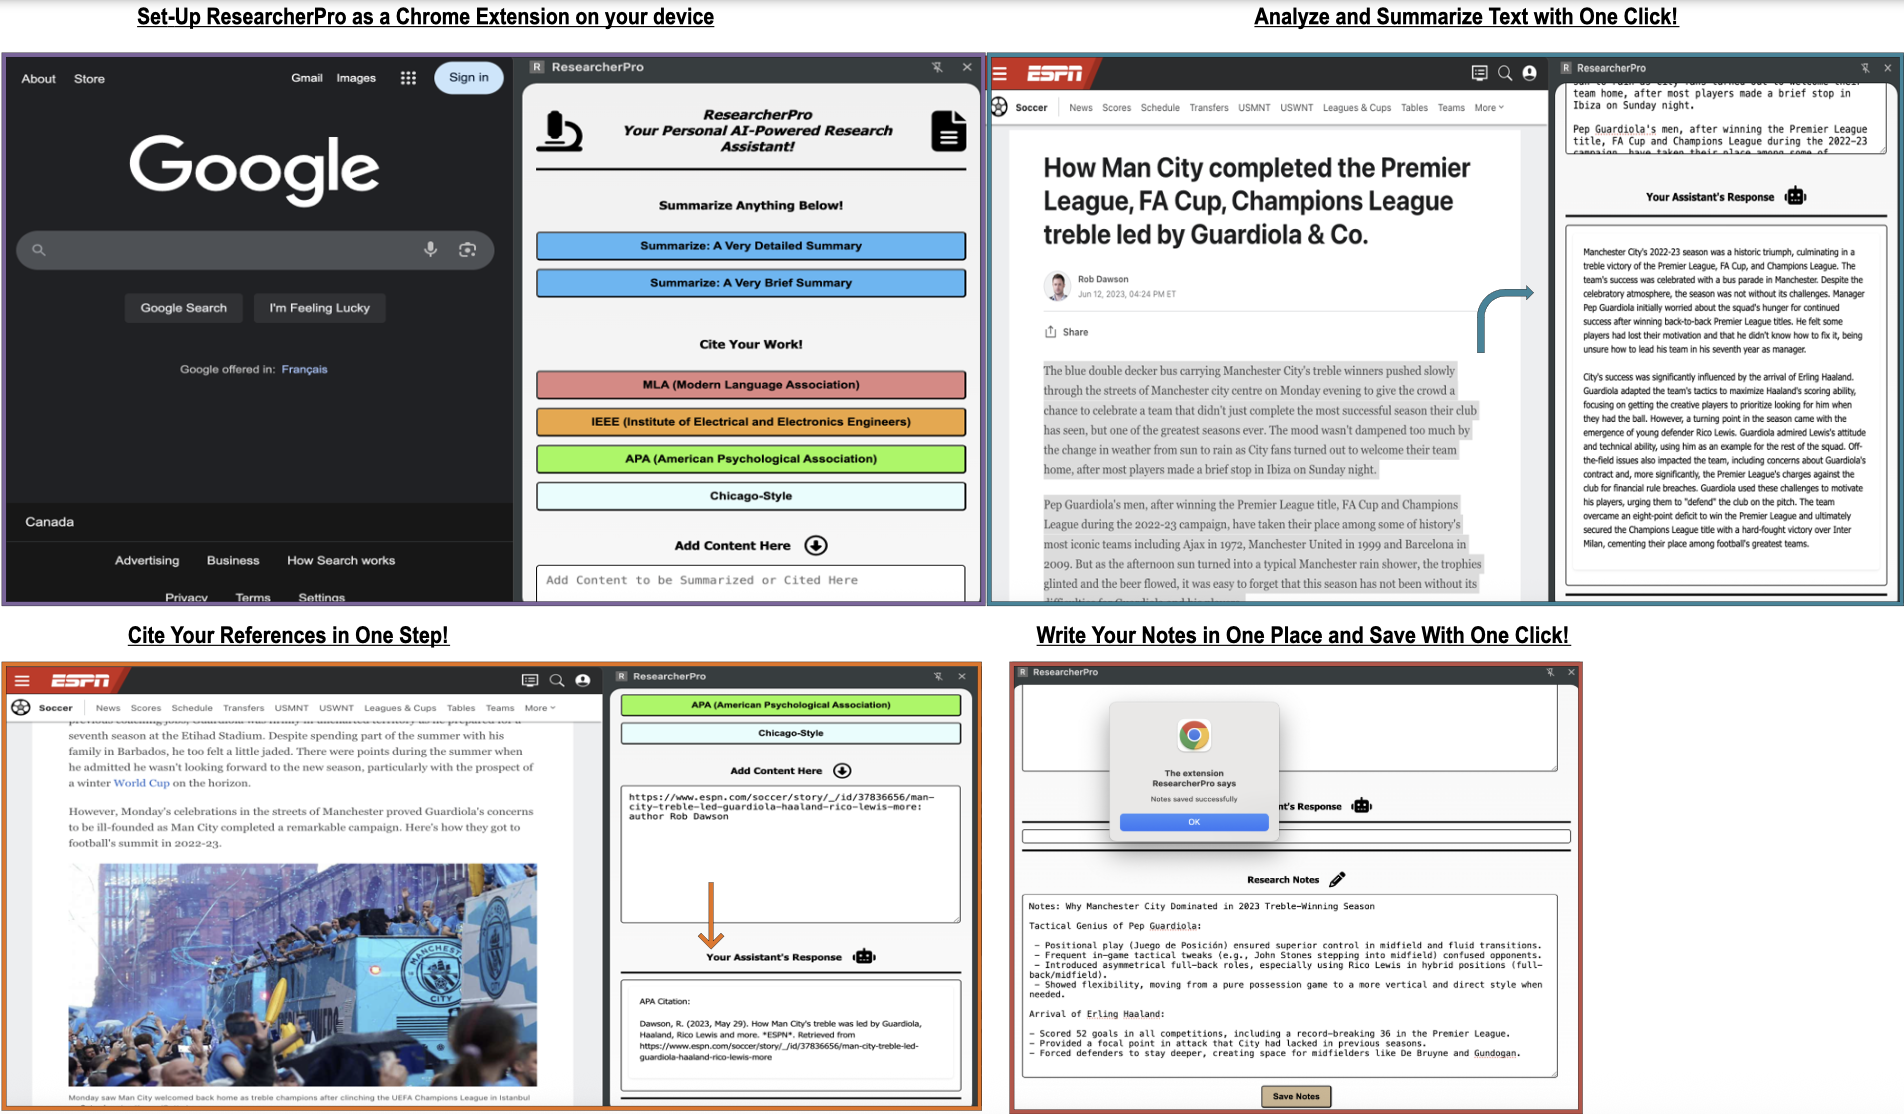 Set-Up ResearcherPro as a Chrome Extension on your device
About Store Gmail Images Sign in
Google
Google Search I'm Feeling Lucky
Google offered in: Français
Canada
Advertising Business How Search works
Privacy Terms Settings
R ResearcherPro
ResearcherPro
Your Personal AI-Powered Research
Assistant!
Summarize Anything Below!
Summarize: A Very Detailed Summary
Summarize: A Very Brief Summary
Cite Your Work!
MLA (Modern Language Association)
IEEE (Institute of Electrical and Electronics Engineers)
APA (American Psychological Association)
Chicago-Style
Add Content Here
Add Content to be Summarized or Cited Here
Analyze and Summarize Text with One Click!
ESPN
Soccer News Scores Schedule Transfers USMNT USWNT Leagues & Cups Tables Teams More
How Man City completed the Premier
League, FA Cup, Champions League
treble led by Guardiola & Co.
Rob Dawson
Jun 12, 2023, 04:24 PM ET
Share
The blue double decker bus carrying Manchester City's treble winners pushed slowly
through the streets of Manchester city centre on Monday evening to give the crowd a
chance to celebrate a team that didn't just complete the most successful season their club
has seen, but one of the greatest seasons ever. The mood wasn't dampened too much by
the change in weather from sun to rain as City fans turned out to welcome their team
home, after most players made a brief stop in Ibiza on Sunday night.
Pep Guardiola's men, after winning the Premier League title, FA Cup and Champions
League during the 2022-23 campaign, have taken their place among some of history's
most iconic teams including Ajax in 1972, Manchester United in 1999 and Barcelona in
2009. But as the afternoon sun turned into a typical Manchester rain shower, the trophies
glinted and the beer flowed, it was easy to forget that this season has not been without its
difficulties for Guardiola and his players.
R ResearcherPro
team home, after most players made a brief stop in
Ibiza on Sunday night.
Pep Guardiola's men, after winning the Premier League
title, FA Cup and Champions League during the 2022-23
campaign, have taken their place among some of
Your Assistant's Response
Manchester City's 2022-23 season was a historic triumph, culminating in a
treble victory of the Premier League, FA Cup, and Champions League. The
team's success was celebrated with a bus parade in Manchester. Despite the
celebratory atmosphere, the season was not without its challenges. Manager
Pep Guardiola initially worried about the squad's hunger for continued
success after winning back-to-back Premier League titles. He felt some
players had lost their motivation and that he didn't know how to fix it, being
unsure how to lead his team in his seventh year as manager.
City's success was significantly influenced by the arrival of Erling Haaland.
Guardiola adapted the team's tactics to maximize Haaland's scoring ability,
focusing on getting the creative players to prioritize looking for him when
they had the ball. However, a turning point in the season came with the
emergence of young defender Rico Lewis. Guardiola admired Lewis's attitude
and technical ability, using him as an example for the rest of the squad. Off-
the-field issues also impacted the team, including concerns about Guardiola's
contract and, more significantly, the Premier League's charges against the
club for financial rule breaches. Guardiola used these challenges to motivate
his players, urging them to "defend" the club on the pitch. The team
overcame an eight-point deficit to win the Premier League and ultimately
secured the Champions League title with a hard-fought victory over Inter
Milan, cementing their place among football's greatest teams.
Cite Your References in One Step!
ESPN
Soccer News Scores Schedule Transfers USMNT USWNT Leagues & Cups Tables Teams More
previous coaching jobs, Guardiola was firmly in uncharted territory as he prepared for a
seventh season at the Etihad Stadium. Despite spending part of the summer with his
family in Barbados, he too felt a little jaded. There were points during the summer when
he admitted he wasn't looking forward to the new season, particularly with the prospect of
a winter World Cup on the horizon.
However, Monday's celebrations in the streets of Manchester proved Guardiola's concerns
to be ill-founded as Man City completed a remarkable campaign. Here's how they got to
football's summit in 2022-23.
MANCHESTER
CITY
Monday saw Man City welcomed back home as treble champions after clinching the UEFA Champions League in Istanbul
R ResearcherPro
APA (American Psychological Association)
Chicago-Style
Add Content Here
https://www.espn.com/soccer/story/_/id/37836656/man-
city-treble-led-guardiola-haaland-rico-lewis-more:
author Rob Dawson
Your Assistant's Response
APA Citation:
Dawson, R. (2023, May 29). How Man City's treble was led by Guardiola,
Haaland, Rico Lewis and more. *ESPN*. Retrieved from
https://www.espn.com/soccer/story/_/id/37836656/man-city-treble-led-
guardiola-haaland-rico-lewis-more
Write Your Notes in One Place and Save With One Click!
R ResearcherPro
The extension
ResearcherPro says
Notes saved successfully
OK
nt's Response
Research Notes
Notes: Why Manchester City Dominated in 2023 Treble-Winning Season
Tactical Genius of Pep Guardiola:
- Positional play (Juego de Posición) ensured superior control in midfield and fluid transitions.
- Frequent in-game tactical tweaks (e.g., John Stones stepping into midfield) confused opponents.
- Introduced asymmetrical full-back roles, especially using Rico Lewis in hybrid positions (full-
back/midfield).
- Showed flexibility, moving from a pure possession game to a more vertical and direct style when
needed.
Arrival of Erling Haaland:
- Scored 52 goals in all competitions, including a record-breaking 36 in the Premier League.
- Provided a focal point in attack that City had lacked in previous seasons.
- Forced defenders to stay deeper, creating space for midfielders like De Bruyne and Gundogan.
Save Notes